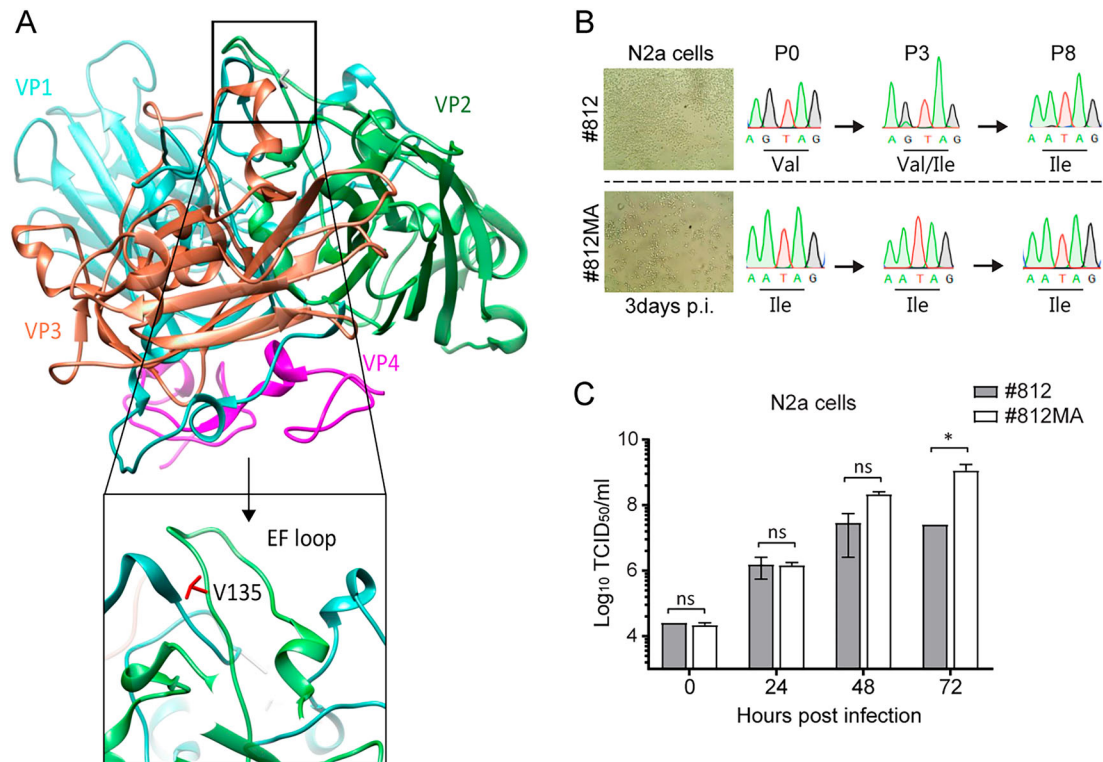 A
VP1
VP2
VP3
VP4
EF loop
V135
B
N2a cells P0 P3 P8
#812
A G T A G A G T A G A A T A G
Val Val/Ile Ile
#812MA
A A T A G A A T A G A A T A G
3days p.i. Ile Ile Ile
C
N2a cells
#812
#812MA
Log10 TCID50/ml
10
8
6
4
ns
ns
ns
*
0 24 48 72
Hours post infection